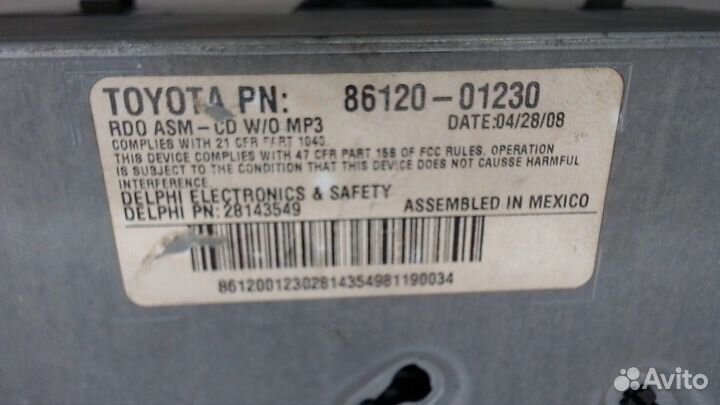 TOYOTA PN: 86120-01230
RDO ASM-CD W/O MP3 DATE:04/28/08
COMPLIES WITH 21 CFR PART 1040.
THIS DEVICE COMPLIES WITH 47 CFR PART 15B OF FCC RULES. OPERATION
IS SUBJECT TO THE CONDITION THAT THIS DEVICE DOES NOT CAUSSE HARMFUL
INTERFERENCE.
DELPHI ELECTRONICS & SAFETY
DELPHI PN: 28143549 ASSEMBLED IN MEXICO
86120012302814354981190034
Avito